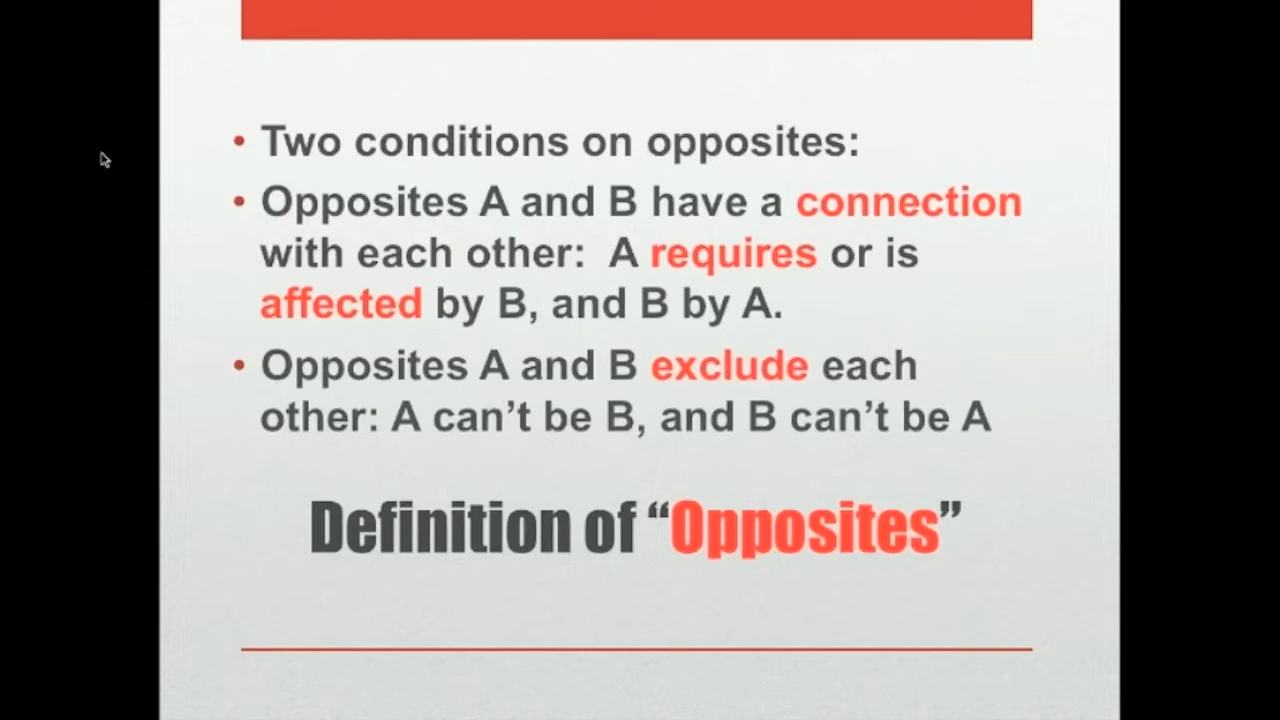 • Two conditions on opposites:
• Opposites A and B have a connection
with each other:  A requires or is
affected by B, and B by A.
• Opposites A and B exclude each
other: A can’t be B, and B can’t be A
Definition of “Opposites”